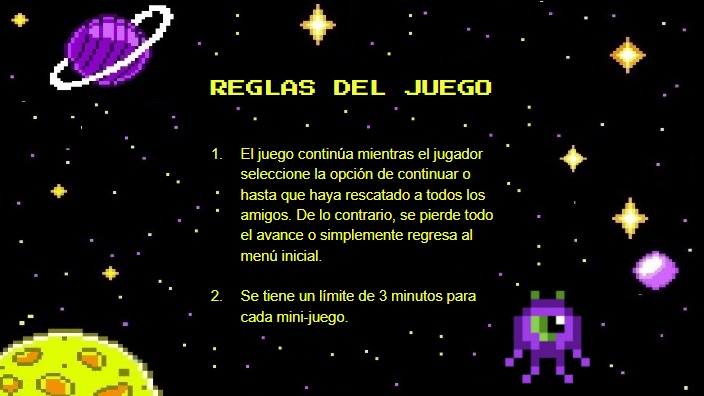 REGLAS DEL JUEGO
1. El juego continúa mientras el jugador
seleccione la opción de continuar o
hasta que haya rescatado a todos los
amigos. De lo contrario, se pierde todo
el avance o simplemente regresa al
menú inicial.
2. Se tiene un límite de 3 minutos para
cada mini-juego.